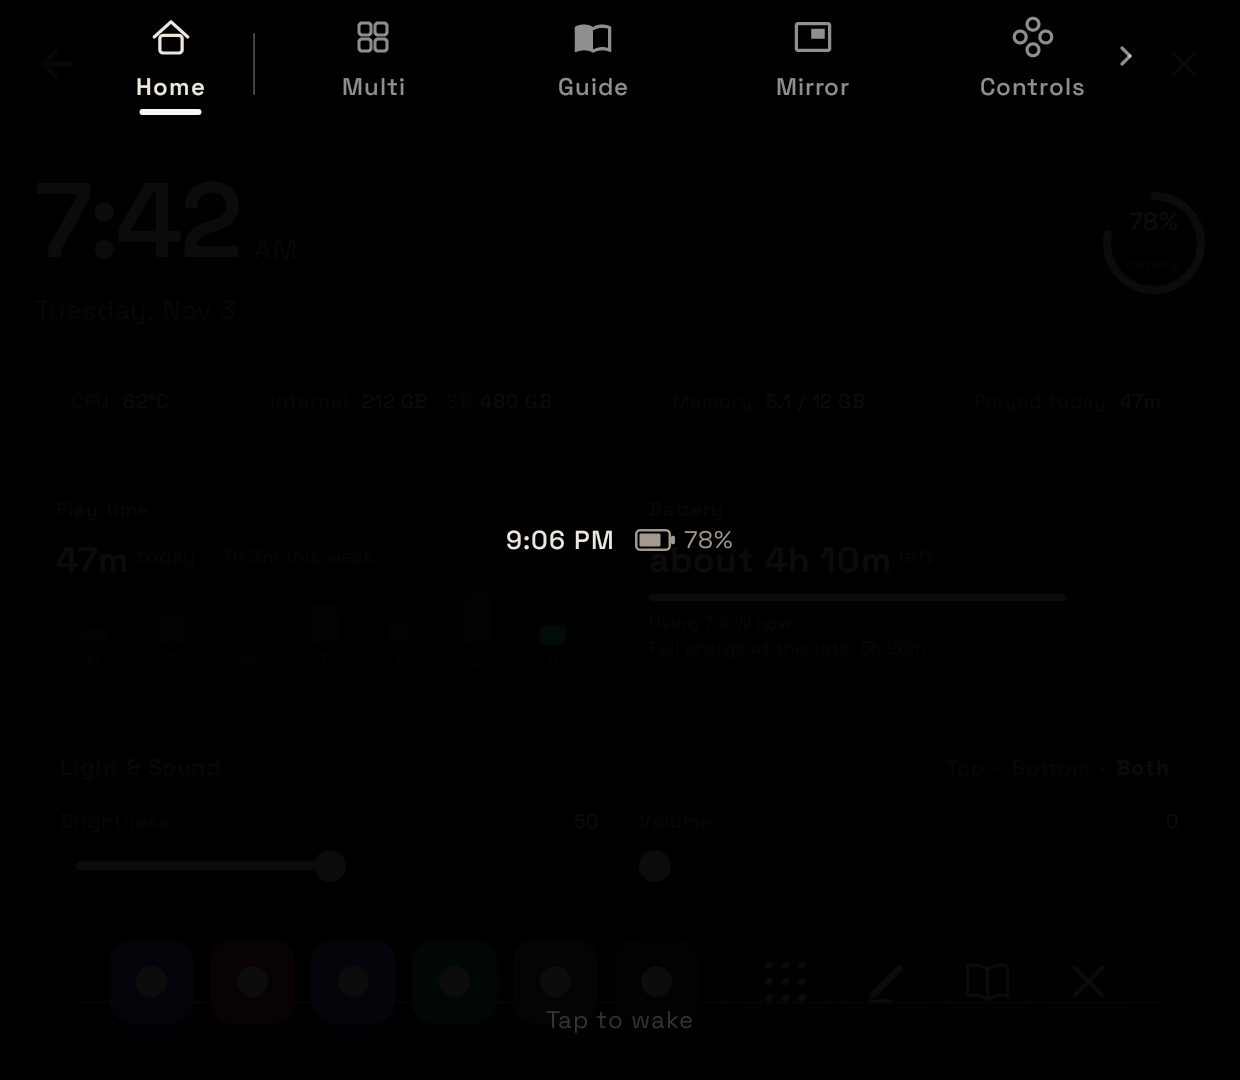 Home
Multi
Guide
Mirror
Controls
7:42 AM
78%
battery
Tuesday, Nov 3
CPU 62°C
Internal 212 GB · SD 480 GB
Memory 5.1 / 12 GB
Played today 47m
Play time
47m today · 7h 3m this week
M T W T F S S
Battery
9:06 PM 78%
about 4h 10m left
Using 7.4 W now
Full charge at this rate: 5h 20m
Light & Sound
Top · Bottom · Both
Brightness 50
Volume 0
Tap to wake